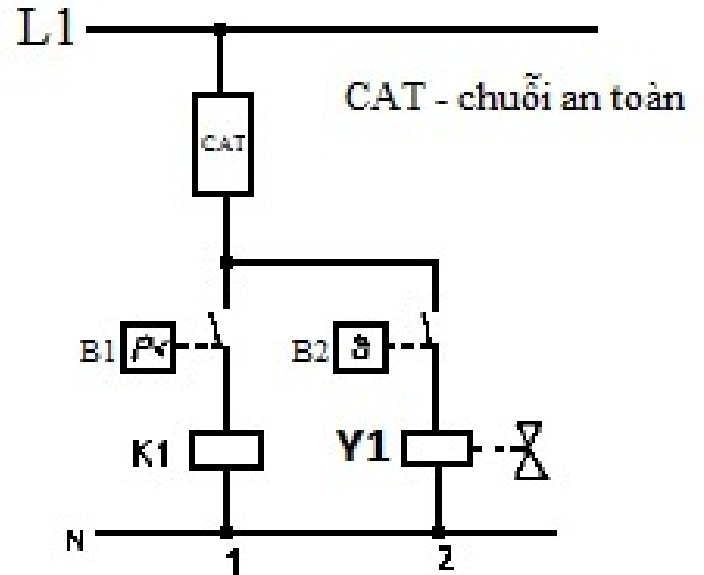 L1
CAT - chuỗi an toàn
CAT
B1 P<
B2 ϑ
K1
Y1
N
1
2